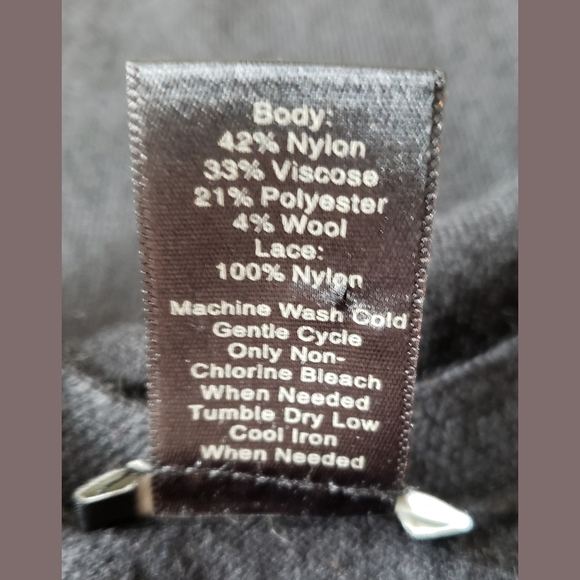 Body:
42% Nylon
33% Viscose
21% Polyester
4% Wool
Lace:
100% Nylon
Machine Wash Cold
Gentle Cycle
Only Non-
Chlorine Bleach
When Needed
Tumble Dry Low
Cool Iron
When Needed